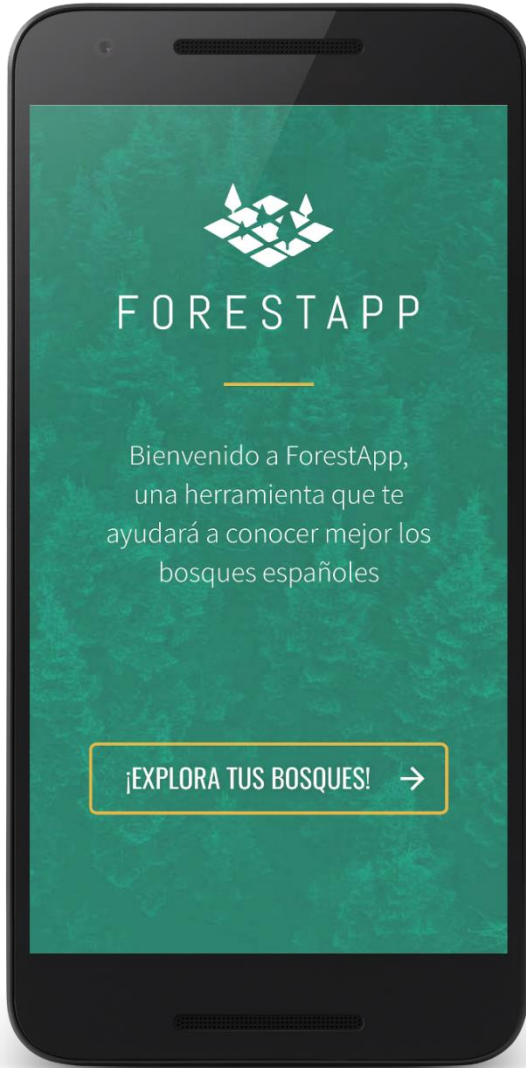 FORESTAPP
Bienvenido a ForestApp,
una herramienta que te
ayudará a conocer mejor los
bosques españoles
¡EXPLORA TUS BOSQUES! →